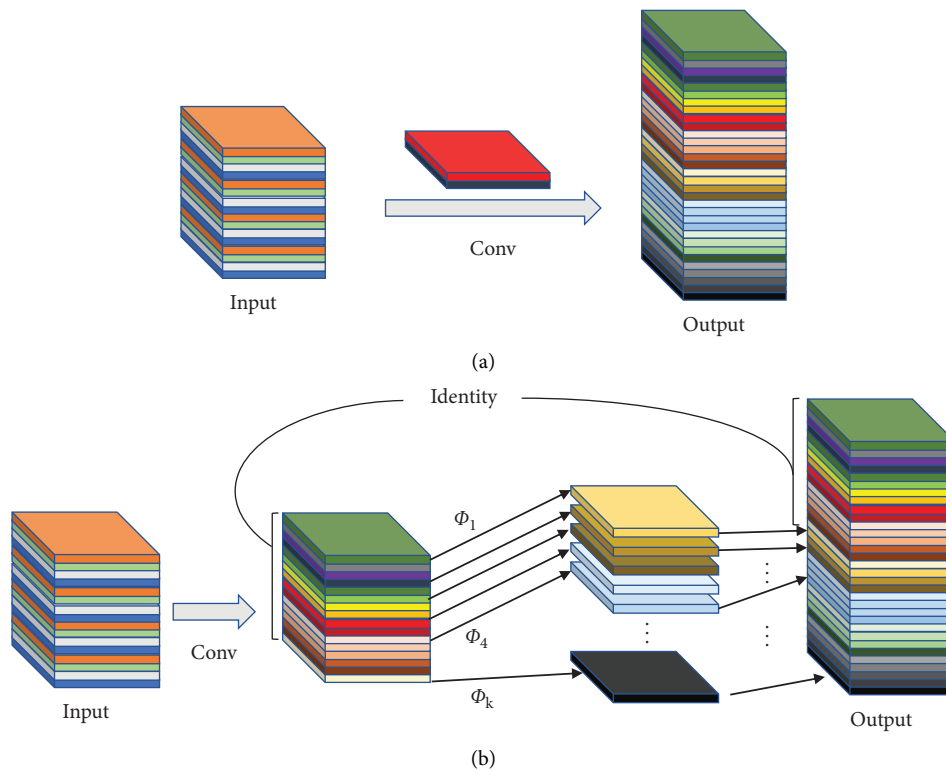 Input
Conv
Output
(a)
Identity
Φ1
Φ4
Φk
Conv
Input
Output
(b)